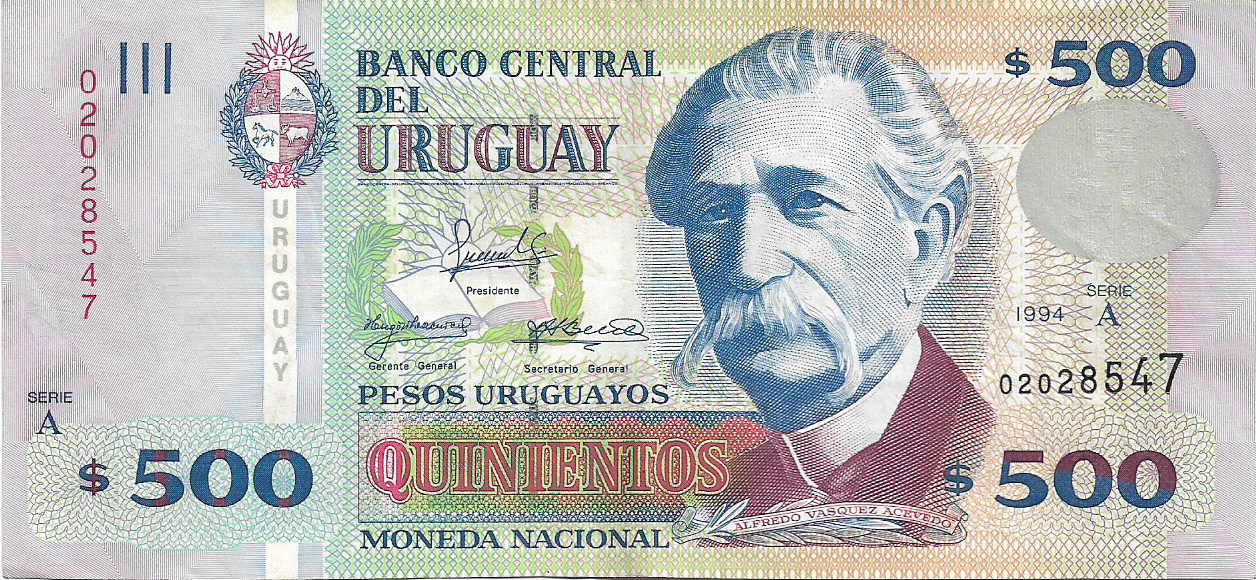 BANCO CENTRAL
DEL
URUGUAY
$ 500
02028547
URUGUAY
Presidente
Gerente General
Secretario General
1994
SERIE
A
02028547
PESOS URUGUAYOS
SERIE
A
$ 500
QUINIENTOS
$ 500
ALFREDO VASQUEZ ACEVEDO
MONEDA NACIONAL